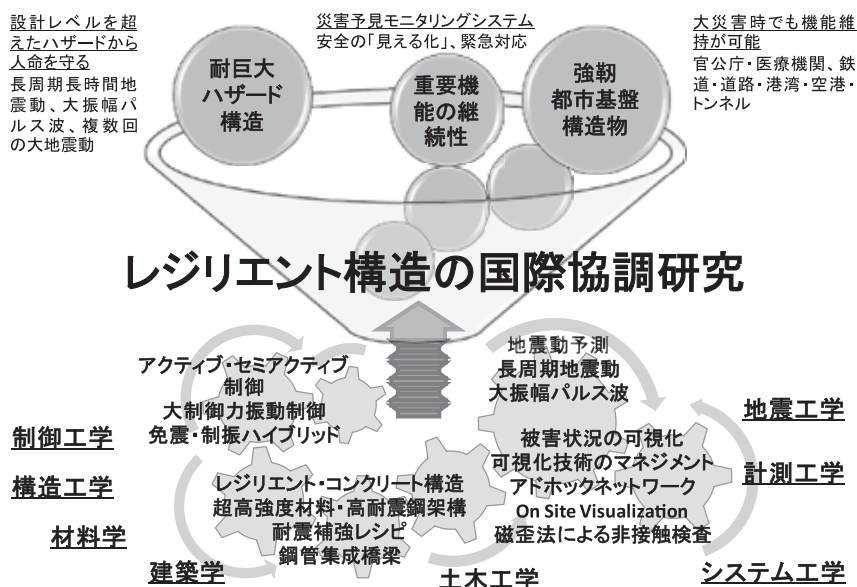 設計レベルを超
えたハザードから
人命を守る
長周期長時間地
震動、大振幅パ
ルス波、複数回
の大地震動
災害予見モニタリングシステム
安全の「見える化」、緊急対応
大災害時でも機能維
持が可能
官公庁・医療機関、鉄
道・道路・港湾・空港・
トンネル
耐巨大
ハザード
構造
重要機
能の継
続性
強靭
都市基盤
構造物
レジリエント構造の国際協調研究
アクティブ・セミアクティブ
制御
大制御力振動制御
免震・制振ハイブリッド
地震動予測
長周期地震動
大振幅パルス波
被害状況の可視化
可視化技術のマネジメント
アドホックネットワーク
On Site Visualization
磁歪法による非接触検査
レジリエント・コンクリート構造
超高強度材料・高耐震鋼架構
耐震補強レシピ
鋼管集成橋梁
制御工学
構造工学
材料学
建築学
土木工学
地震工学
計測工学
システム工学